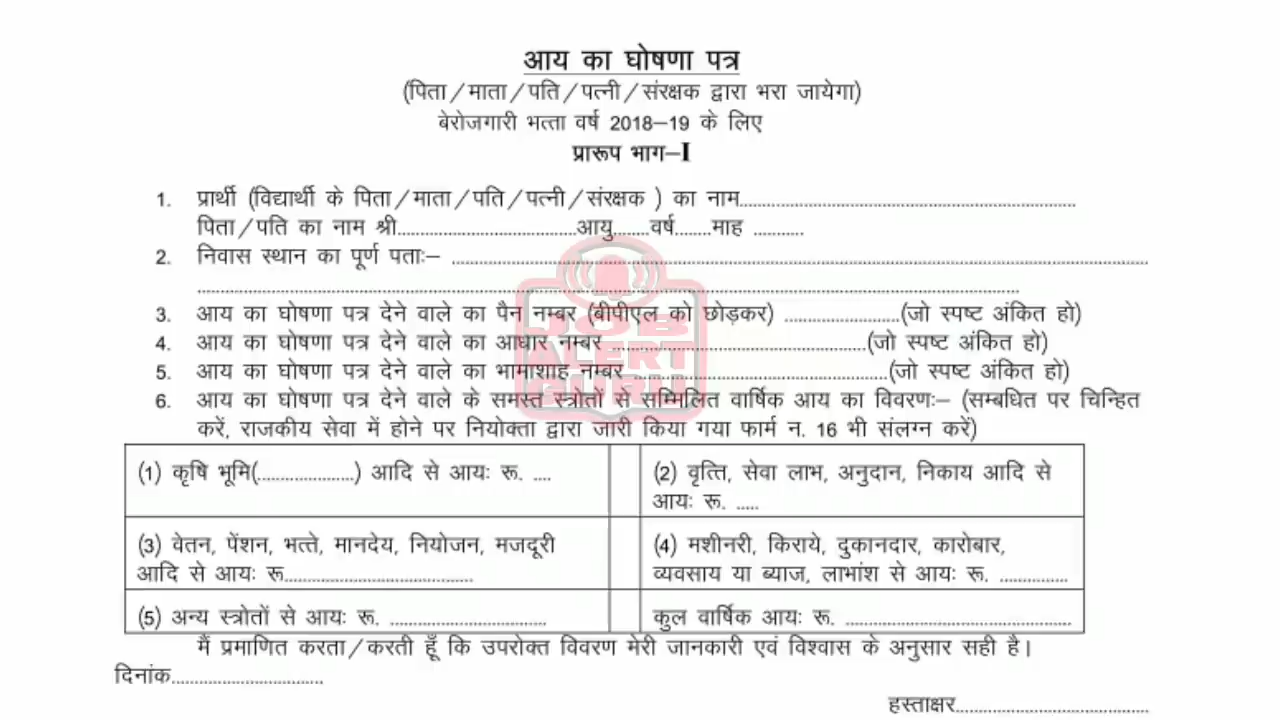 आय का घोषणा पत्र
(पिता/माता/पति/पत्नी/संरक्षक द्वारा भरा जायेगा)
बेरोजगारी भत्ता वर्ष 2018–19 के लिए
प्रारूप भाग–I
1. प्रार्थी (विद्यार्थी के पिता/माता/पति/पत्नी/संरक्षक ) का नाम..........................................................................
पिता/पति का नाम श्री.......................................आयु........वर्ष........माह ...........
2. निवास स्थान का पूर्ण पताः– ..........................................................................................................................................................
..................................................................................................................................................................................
3. आय का घोषणा पत्र देने वाले का पैन नम्बर (बीपीएल को छोड़कर) .........................(जो स्पष्ट अंकित हो)
4. आय का घोषणा पत्र देने वाले का आधार नम्बर ........................................................(जो स्पष्ट अंकित हो)
5. आय का घोषणा पत्र देने वाले का भामाशाह नम्बर..........................................................(जो स्पष्ट अंकित हो)
6. आय का घोषणा पत्र देने वाले के समस्त स्त्रोतों से सम्मिलित वार्षिक आय का विवरणः– (सम्बधित पर चिन्हित
करें, राजकीय सेवा में होने पर नियोक्ता द्वारा जारी किया गया फार्म न. 16 भी संलग्न करें)
(1) कृषि भूमि(.....................) आदि से आयः रू. ....
(2) वृत्ति, सेवा लाभ, अनुदान, निकाय आदि से
आयः रू. .....
(3) वेतन, पेंशन, भत्ते, मानदेय, नियोजन, मजदूरी
आदि से आयः रू.........................................
(4) मशीनरी, किराये, दुकानदार, कारोबार,
व्यवसाय या ब्याज, लाभांश से आयः रू. ...............
(5) अन्य स्त्रोतों से आयः रू. ..................................
कुल वार्षिक आयः रू. .................................................
मैं प्रमाणित करता/करती हूँ कि उपरोक्त विवरण मेरी जानकारी एवं विश्वास के अनुसार सही है।
दिनांक.................................
हस्ताक्षर..........................................
JOB
ALERT
GURU